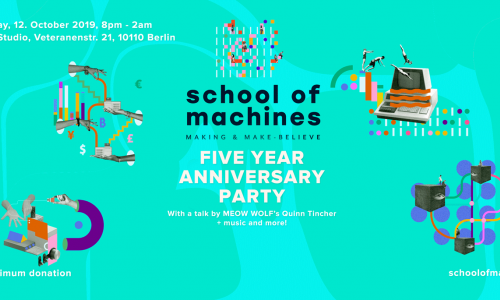 y, 12. October 2019, 8pm - 2am
Studio, Veteranenstr. 21, 10110 Berlin
school of
machines
MAKING & MAKE-BELIEVE
FIVE YEAR
ANNIVERSARY
PARTY
With a talk by MEOW WOLF's Quinn Tincher
+ music and more!
imum donation
schoolofma